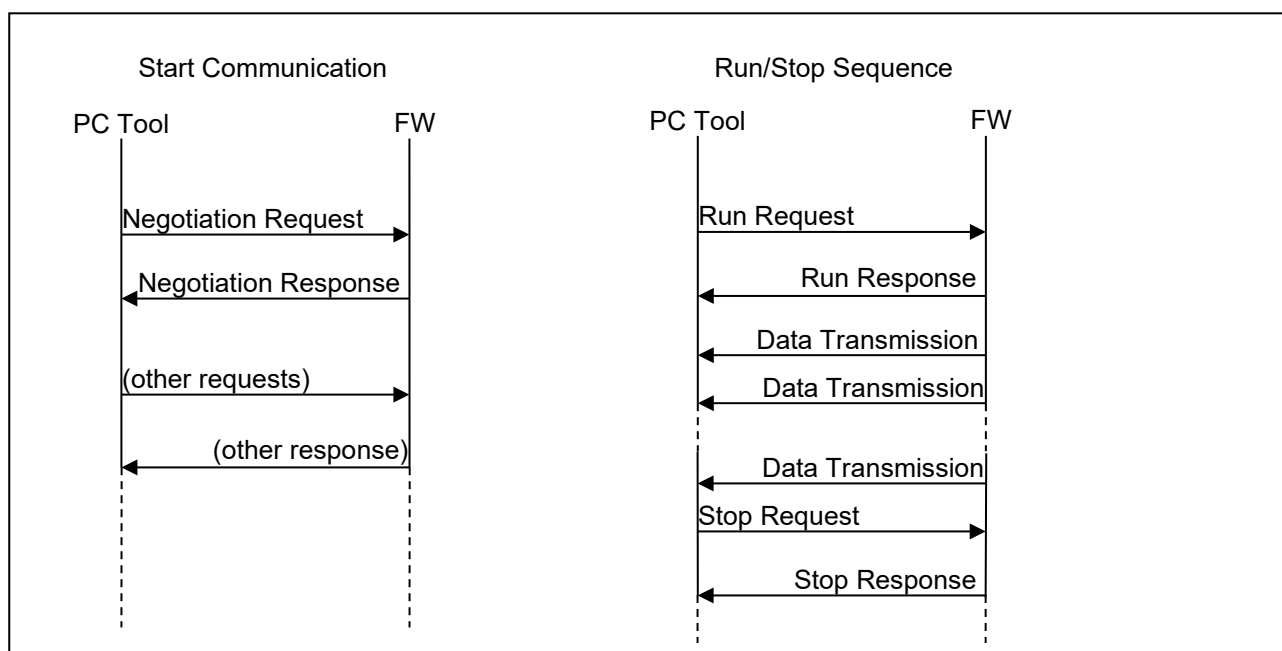 Start Communication
PC Tool
FW
Negotiation Request
Negotiation Response
(other requests)
(other response)
Run/Stop Sequence
PC Tool
FW
Run Request
Run Response
Data Transmission
Data Transmission
Data Transmission
Stop Request
Stop Response